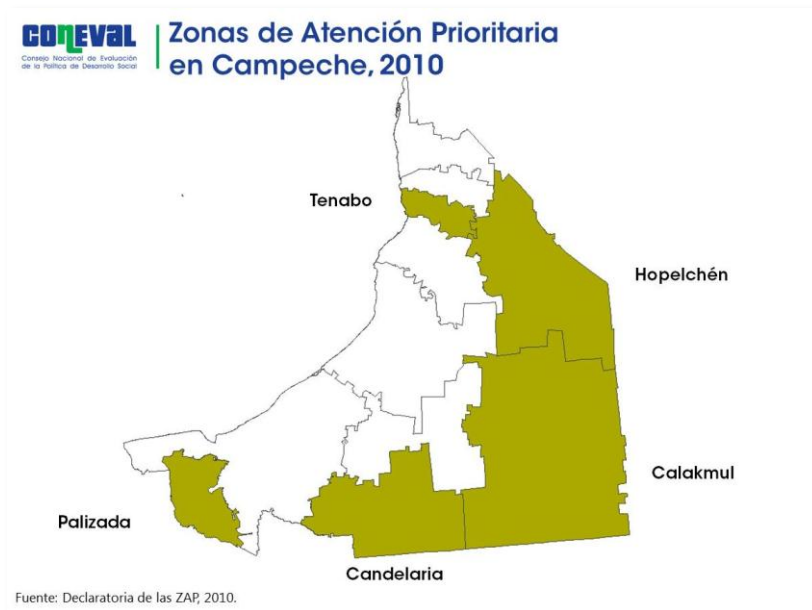 CONEVAL
Consejo Nacional de Evaluación
de la Política de Desarrollo Social
Zonas de Atención Prioritaria
en Campeche, 2010
Tenabo
Hopelchén
Calakmul
Palizada
Candelaria
Fuente: Declaratoria de las ZAP, 2010.